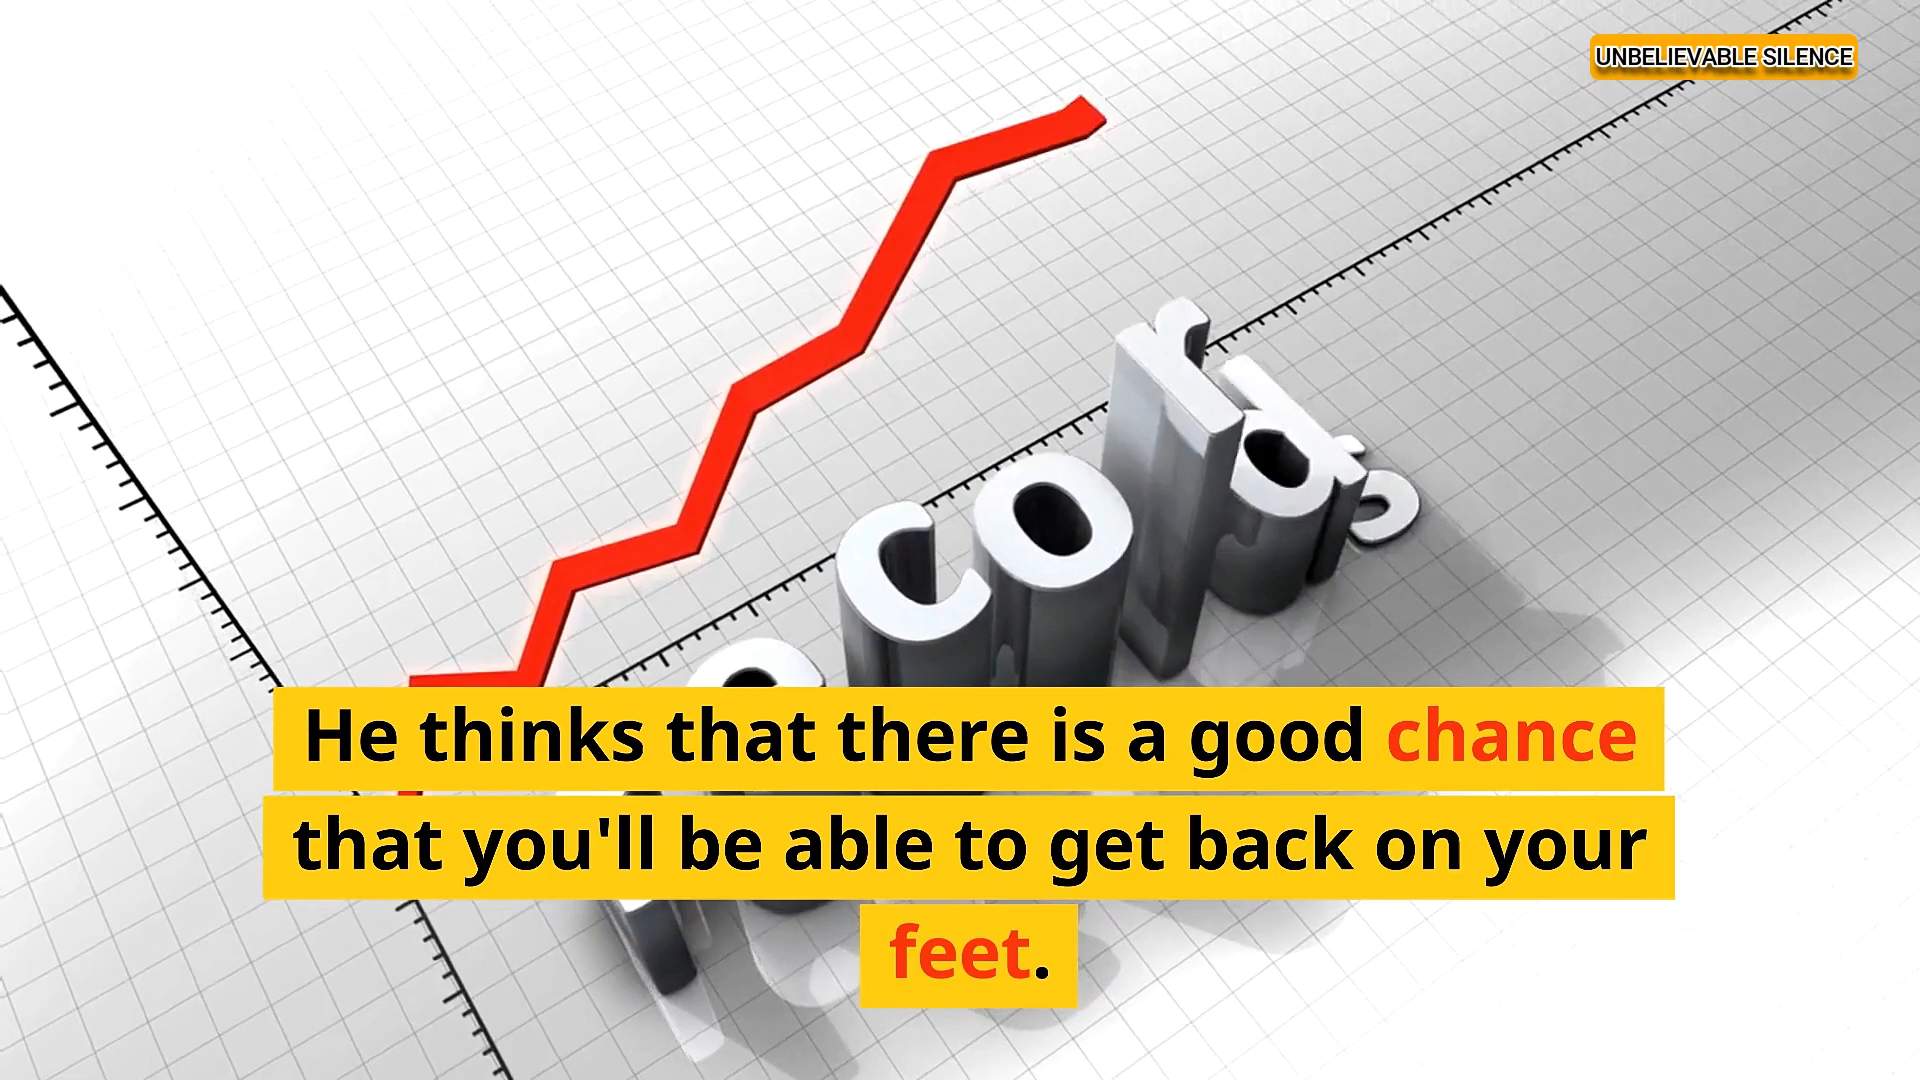 UNBELIEVABLE SILENCE
He thinks that there is a good chance
that you'll be able to get back on your
feet.